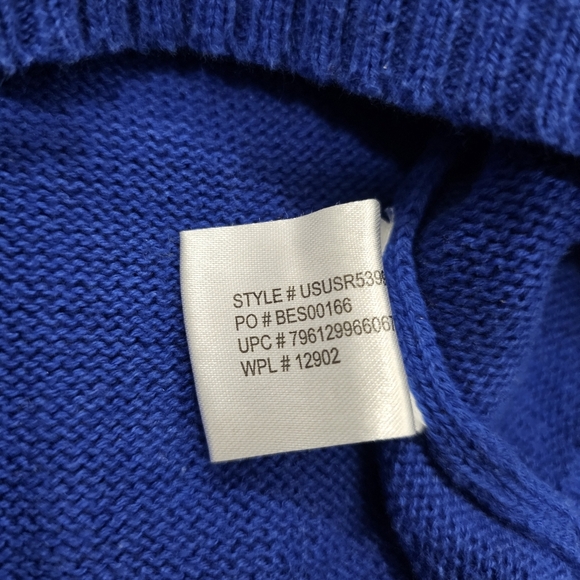 STYLE # USUSR539
PO # BES00166
UPC # 79612996606
WPL # 12902